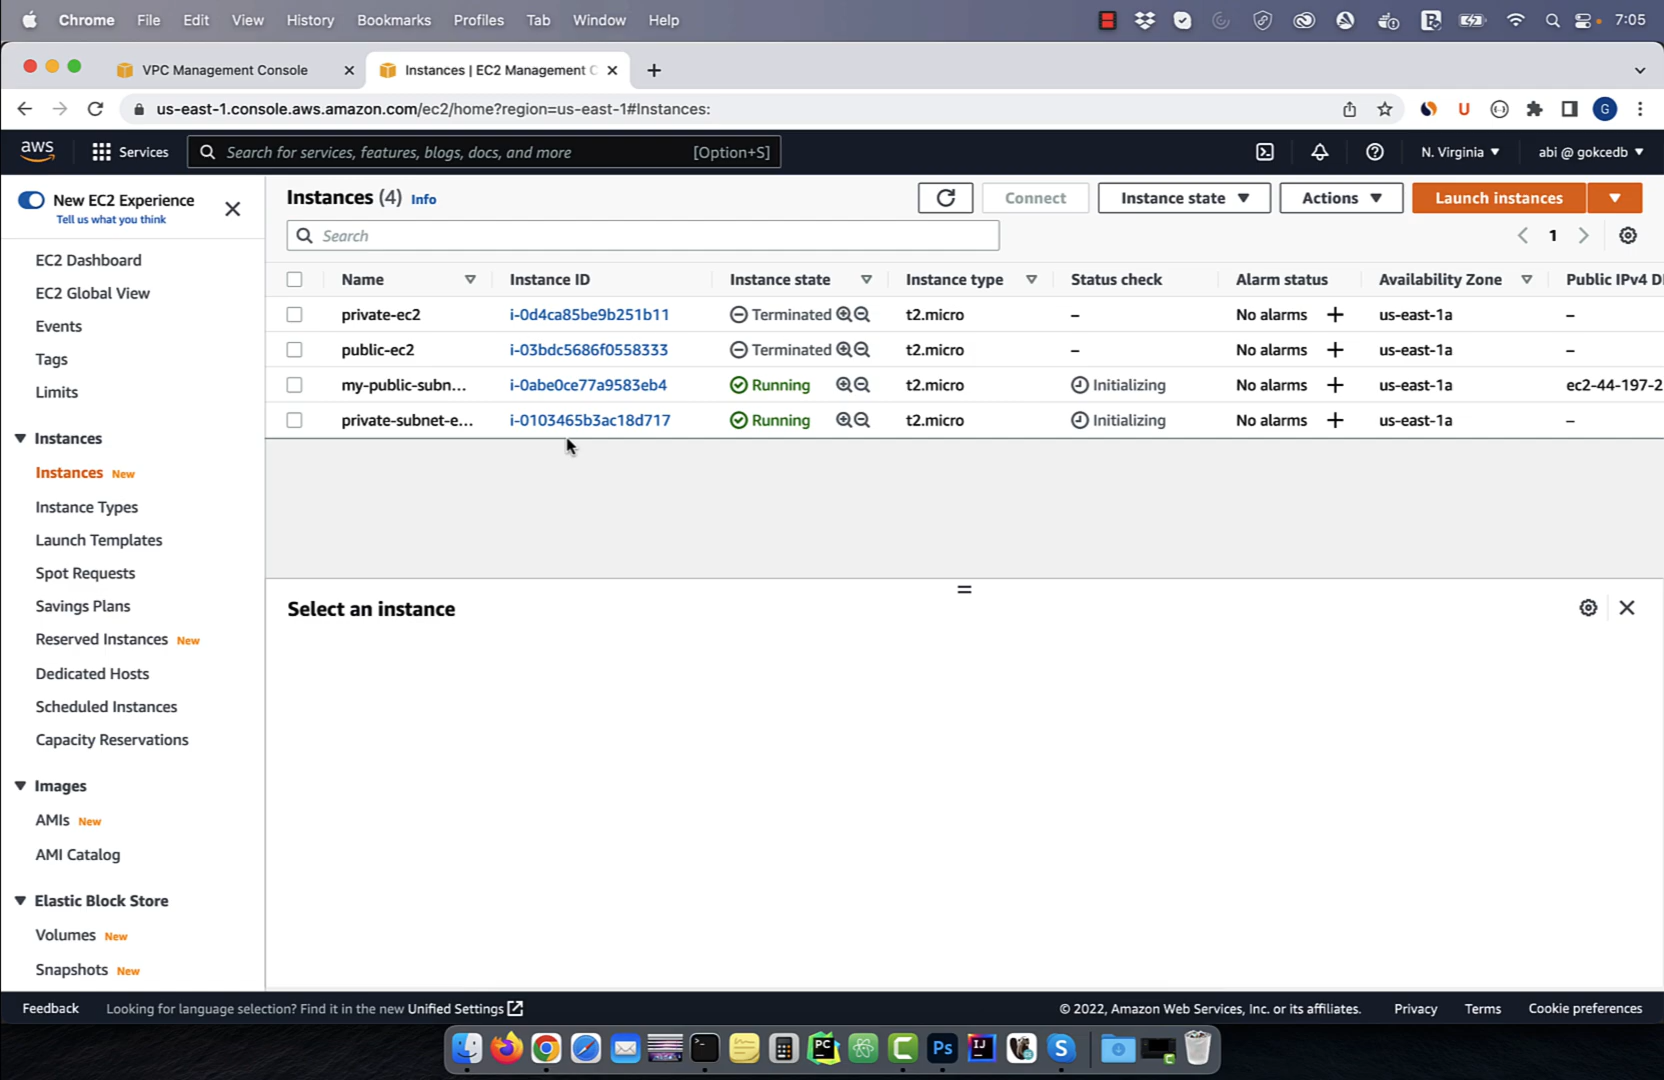 Chrome File Edit View History Bookmarks Profiles Tab Window Help 7:05
VPC Management Console Instances | EC2 Management C
us-east-1.console.aws.amazon.com/ec2/home?region=us-east-1#Instances: U G
aws Services Search for services, features, blogs, docs, and more [Option+S] N. Virginia abi @ gokcedb
New EC2 Experience
Tell us what you think
EC2 Dashboard
EC2 Global View
Events
Tags
Limits
Instances
Instances New
Instance Types
Launch Templates
Spot Requests
Savings Plans
Reserved Instances New
Dedicated Hosts
Scheduled Instances
Capacity Reservations
Images
AMIs New
AMI Catalog
Elastic Block Store
Volumes New
Snapshots New
Instances (4) Info Connect Instance state Actions Launch instances
Search 1
Name Instance ID Instance state Instance type Status check Alarm status Availability Zone Public IPv4 D
private-ec2 i-0d4ca85be9b251b11 Terminated t2.micro – No alarms + us-east-1a –
public-ec2 i-03bdc5686f0558333 Terminated t2.micro – No alarms + us-east-1a –
my-public-subn... i-0abe0ce77a9583eb4 Running t2.micro Initializing No alarms + us-east-1a ec2-44-197-2
private-subnet-e... i-0103465b3ac18d717 Running t2.micro Initializing No alarms + us-east-1a –
Select an instance
Feedback Looking for language selection? Find it in the new Unified Settings © 2022, Amazon Web Services, Inc. or its affiliates. Privacy Terms Cookie preferences
PC Ps IJ S